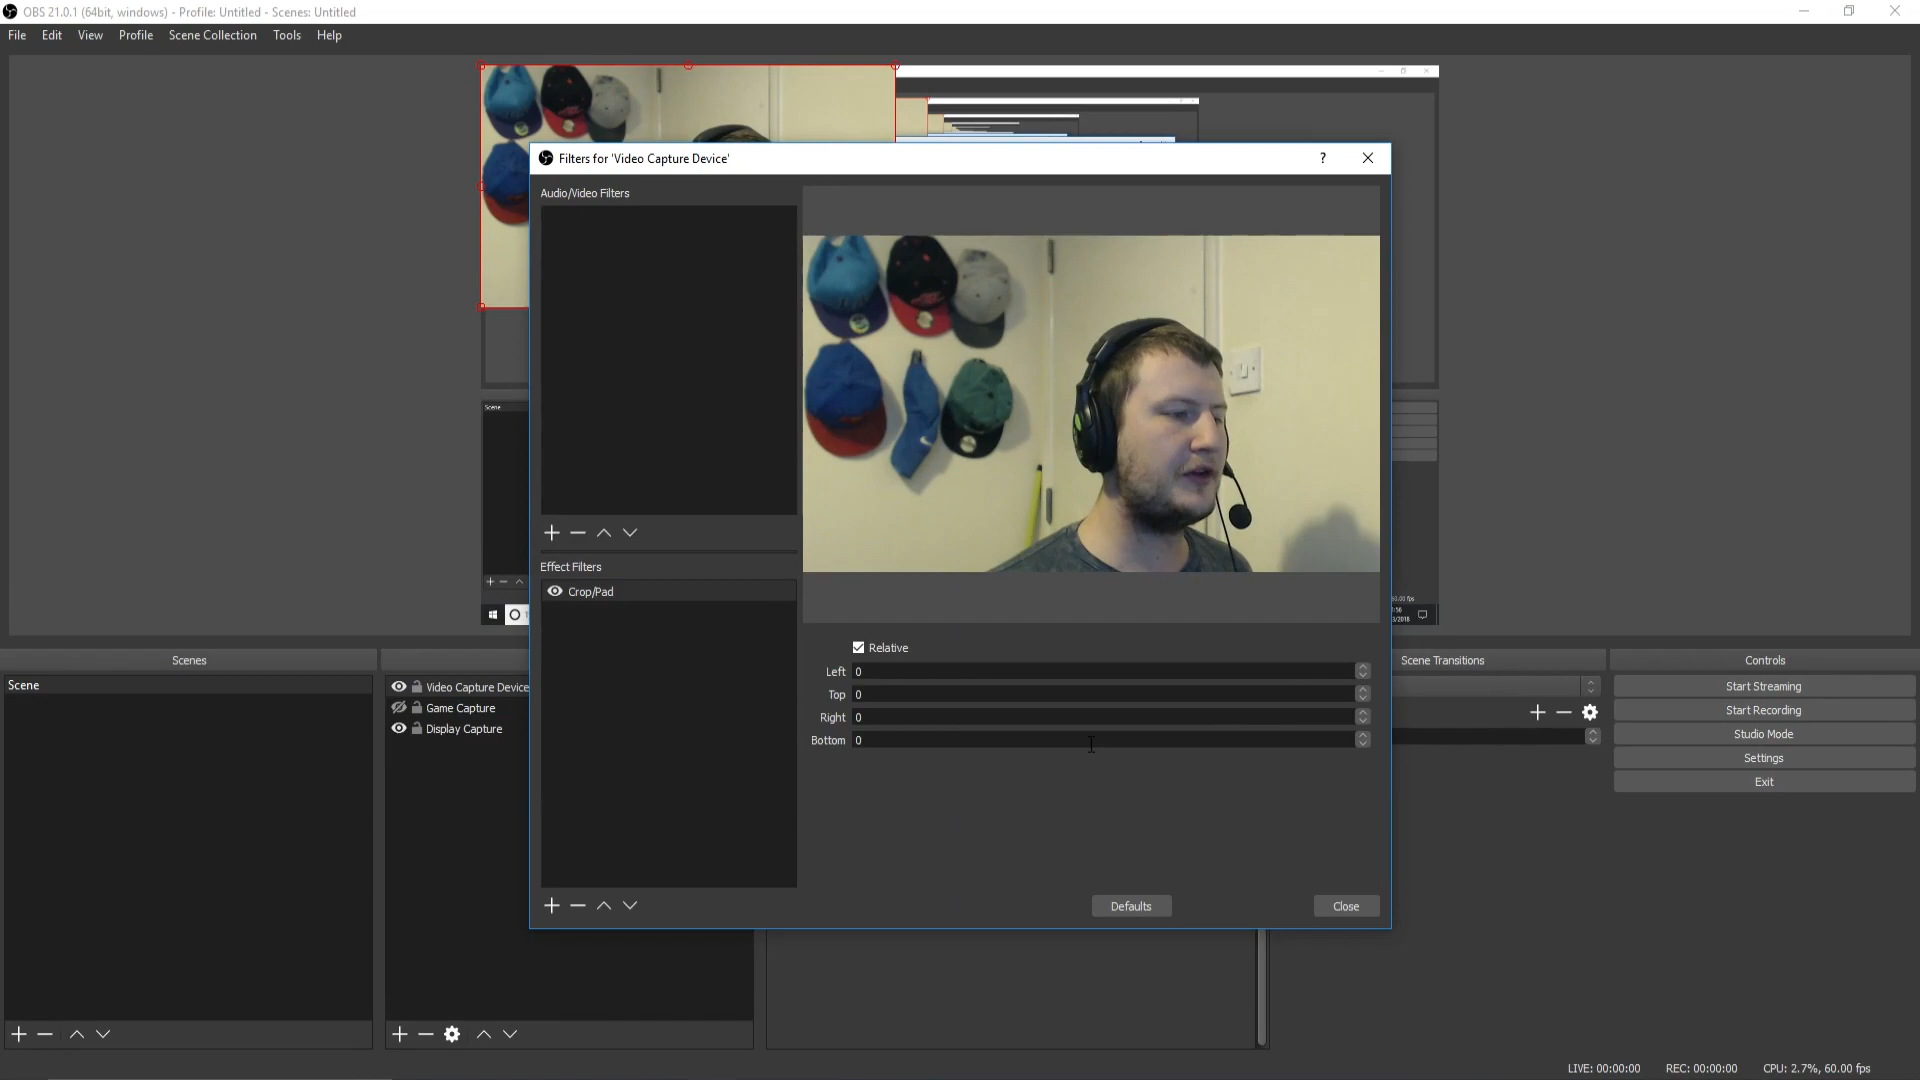 OBS 21.0.1 (64bit, windows) - Profile: Untitled - Scenes: Untitled
File Edit View Profile Scene Collection Tools Help
Filters for 'Video Capture Device'
?
Audio/Video Filters
Effect Filters
Crop/Pad
Relative
Left 0
Top 0
Right 0
Bottom 0
Defaults
Close
Scene
Scenes
Scene
Video Capture Device
Game Capture
Display Capture
Scene Transitions
Controls
Start Streaming
Start Recording
Studio Mode
Settings
Exit
LIVE: 00:00:00 REC: 00:00:00 CPU: 2.7%, 60.00 fps